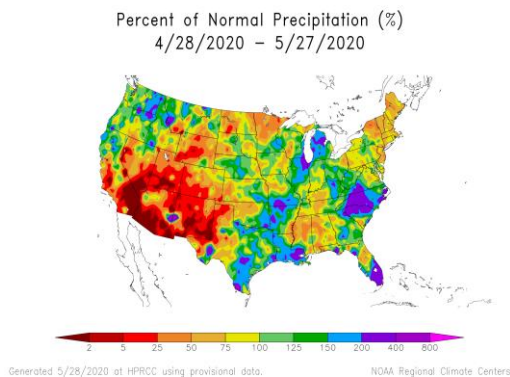 Percent of Normal Precipitation (%)
4/28/2020 – 5/27/2020
2 5 25 50 75 100 125 150 200 400 800
Generated 5/28/2020 at HPRCC using provisional data.
NOAA Regional Climate Centers